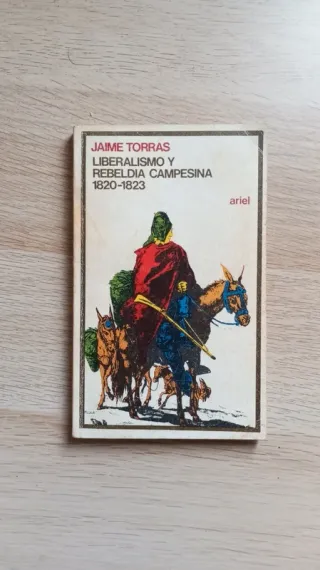 JAIME TORRAS
LIBERALISMO Y
REBELDIA CAMPESINA
1820-1823
ariel